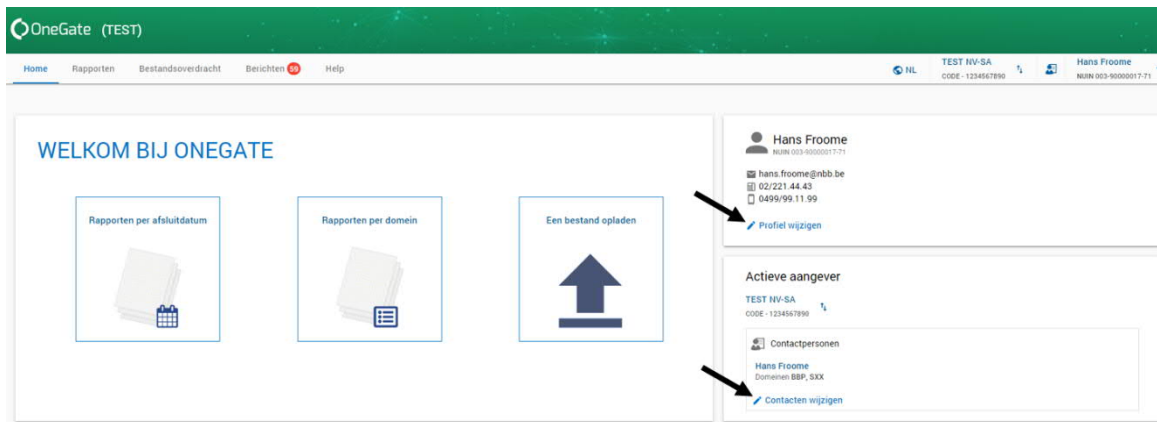 OneGate (TEST)
Home Rapporten Bestandsoverdracht Berichten 59 Help
NL
TEST NV-SA
CODE - 1234567890
Hans Froome
NUIN 003-90000017-71
WELKOM BIJ ONEGATE
Rapporten per afsluitdatum
Rapporten per domein
Een bestand opladen
Hans Froome
NUIN 003-90000017-71
hans.froome@nbb.be
02/221.44.43
0499/99.11.99
Profiel wijzigen
Actieve aangever
TEST NV-SA
CODE - 1234567890
Contactpersonen
Hans Froome
Domeinen BBP, SXX
Contacten wijzigen